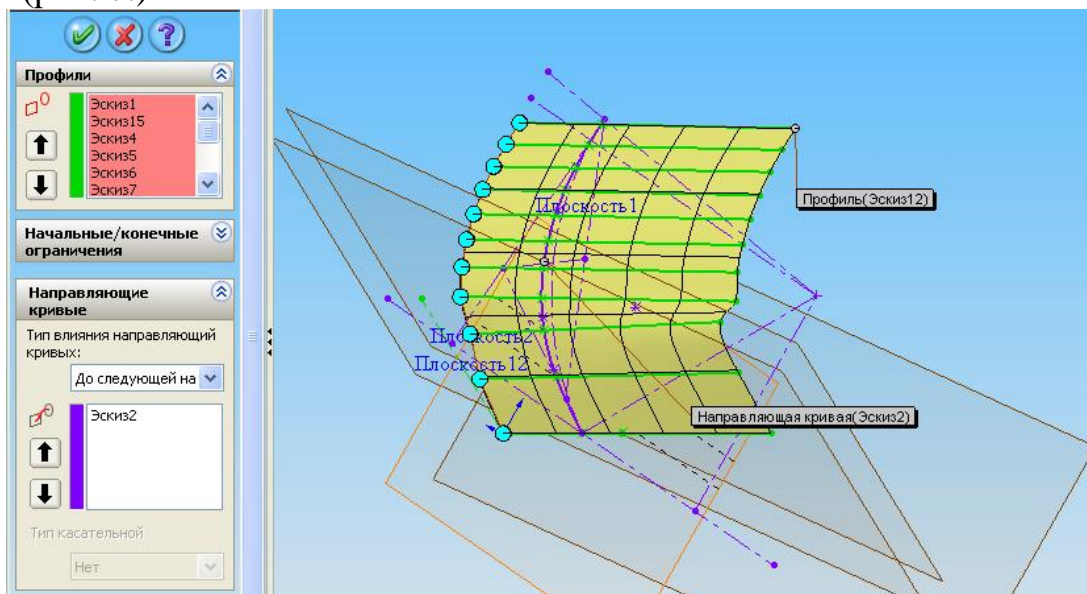 Профили
Эскиз1
Эскиз15
Эскиз4
Эскиз5
Эскиз6
Эскиз7
Начальные/конечные
ограничения
Направляющие
кривые
Тип влияния направляющий
кривых:
До следующей на
Эскиз2
Тип касательной
Нет
Плоскость1
Профиль(Эскиз12)
Плоскость2
Плоскость12
Направляющая кривая(Эскиз2)